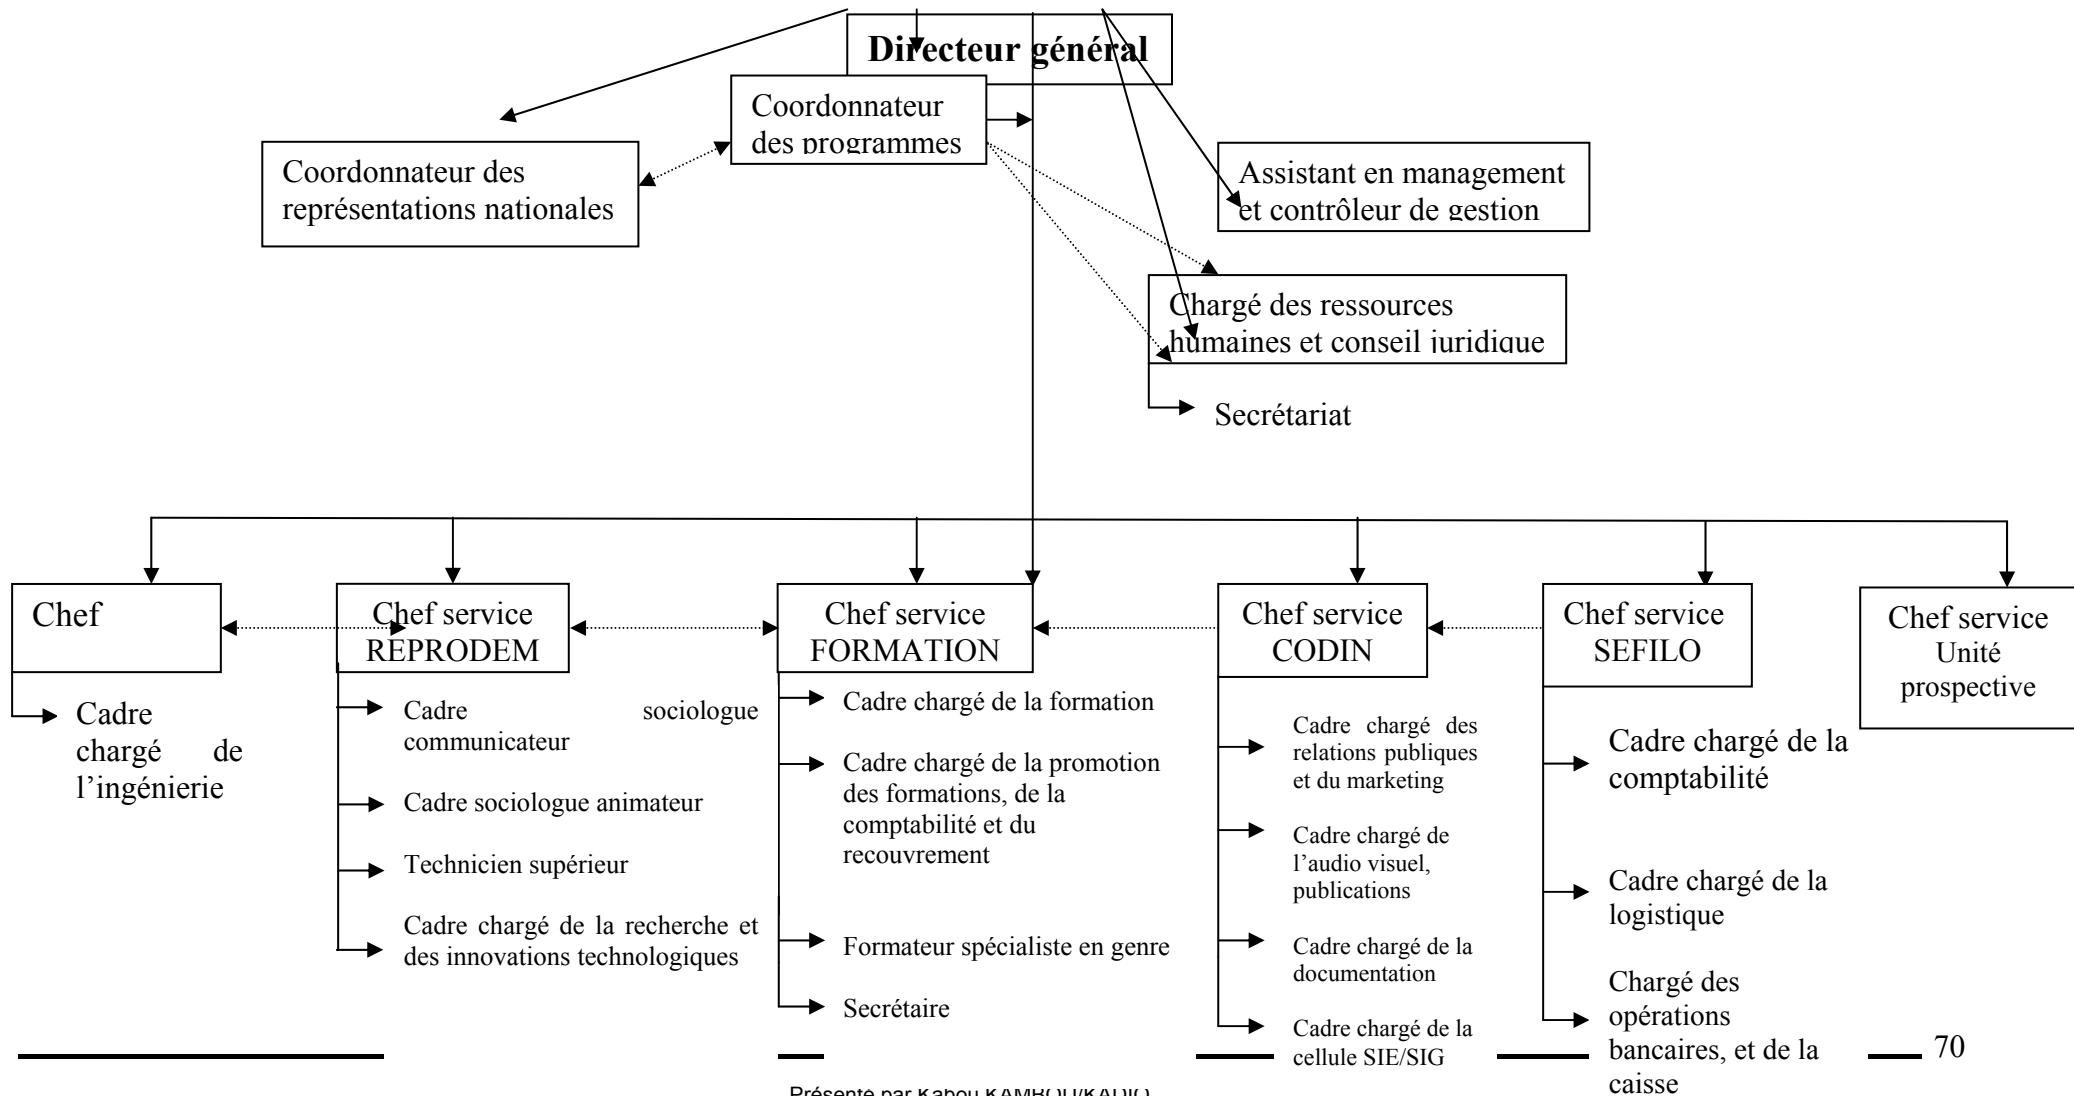 Directeur général
Coordonnateur
des programmes
Coordonnateur des
représentations nationales
Assistant en management
et contrôleur de gestion
Chargé des ressources
humaines et conseil juridique
Secrétariat
Chef
Cadre
chargé de
l’ingénierie
Chef service
REPRODEM
Cadre sociologue
communicateur
Cadre sociologue animateur
Technicien supérieur
Cadre chargé de la recherche et
des innovations technologiques
Chef service
FORMATION
Cadre chargé de la formation
Cadre chargé de la promotion
des formations, de la
comptabilité et du
recouvrement
Formateur spécialiste en genre
Secrétaire
Chef service
CODIN
Cadre chargé des
relations publiques
et du marketing
Cadre chargé de
l’audio visuel,
publications
Cadre chargé de la
documentation
Cadre chargé de la
cellule SIE/SIG
Chef service
SEFILO
Cadre chargé de la
comptabilité
Cadre chargé de la
logistique
Chargé des
opérations
bancaires, et de la
caisse
Chef service
Unité
prospective
70
Présenté par Kabou KAMBOU/KADIO